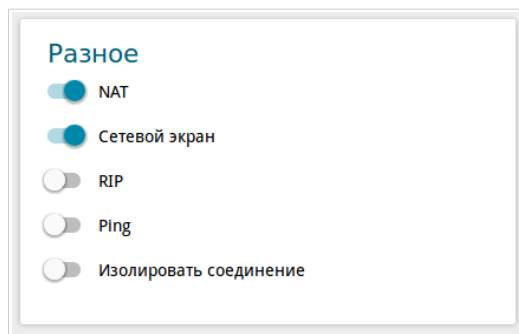 Разное
NAT
Сетевой экран
RIP
Ping
Изолировать соединение